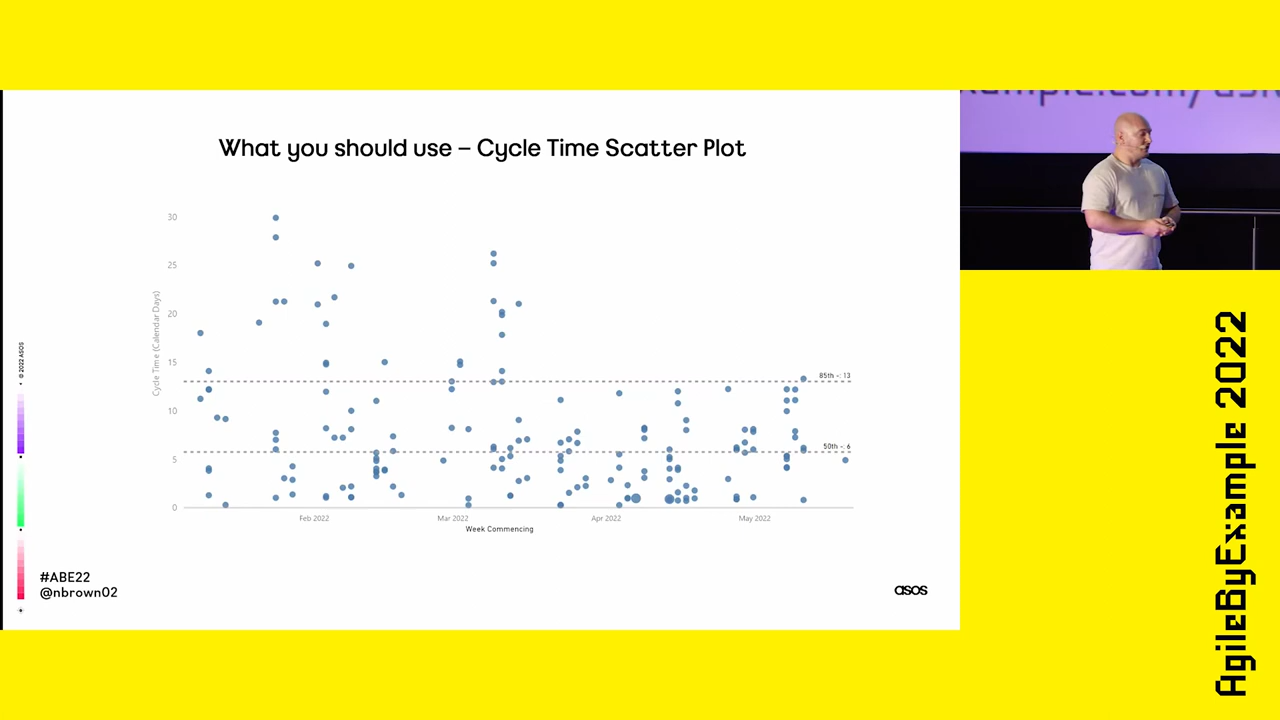 What you should use – Cycle Time Scatter Plot
Cycle Time (Calendar Days)
30
25
20
15
10
5
0
85th -: 13
50th -: 6
Feb 2022
Mar 2022
Apr 2022
May 2022
Week Commencing
© 2022 ASOS
#ABE22
@nbrown02
asos
AgileByExample 2022